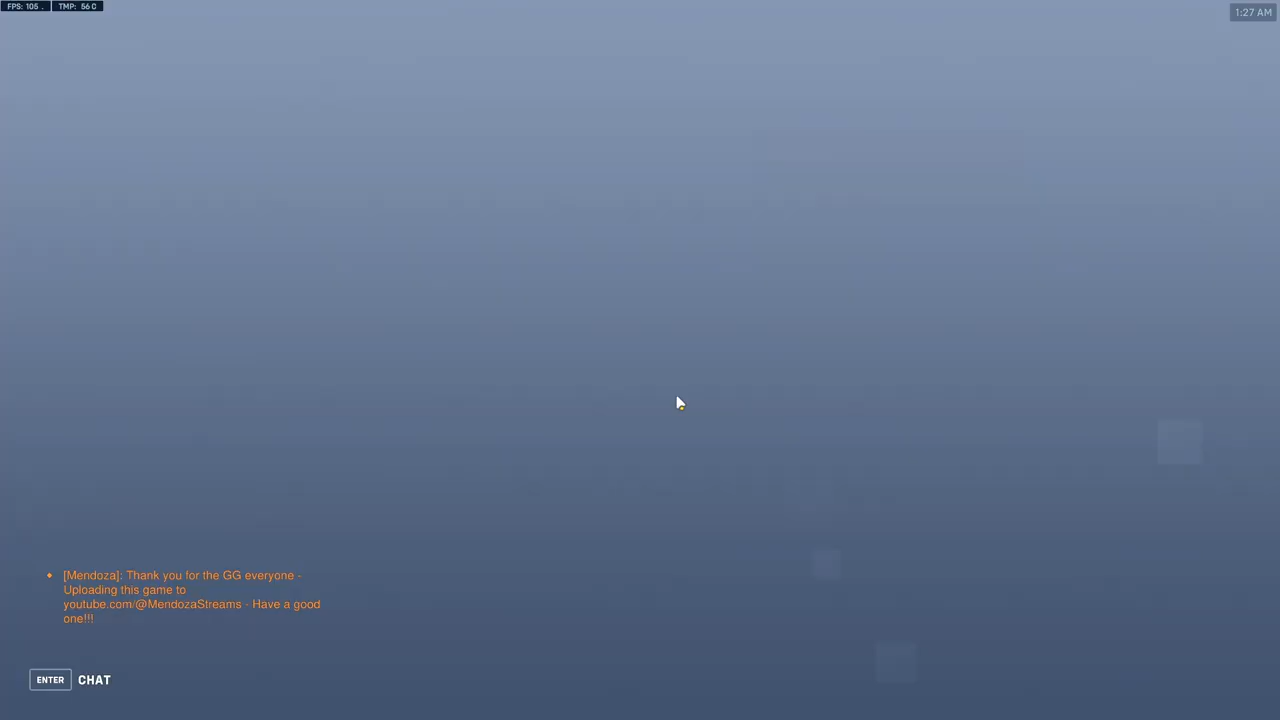 FPS: 105 . TMP: 56 C
1:27 AM
[Mendoza]: Thank you for the GG everyone -
Uploading this game to
youtube.com/@MendozaStreams - Have a good
one!!!
ENTER CHAT